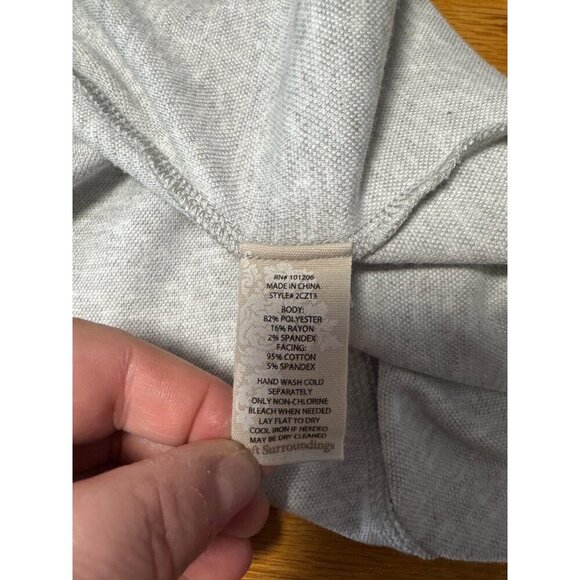 RN# 101206
MADE IN CHINA
STYLE# 2CZ13
BODY:
82% POLYESTER
16% RAYON
2% SPANDEX
FACING:
95% COTTON
5% SPANDEX
HAND WASH COLD
SEPARATELY
ONLY NON-CHLORINE
BLEACH WHEN NEEDED
LAY FLAT TO DRY
COOL IRON IF NEEDED
MAY BE DRY CLEANED
ft Surroundings